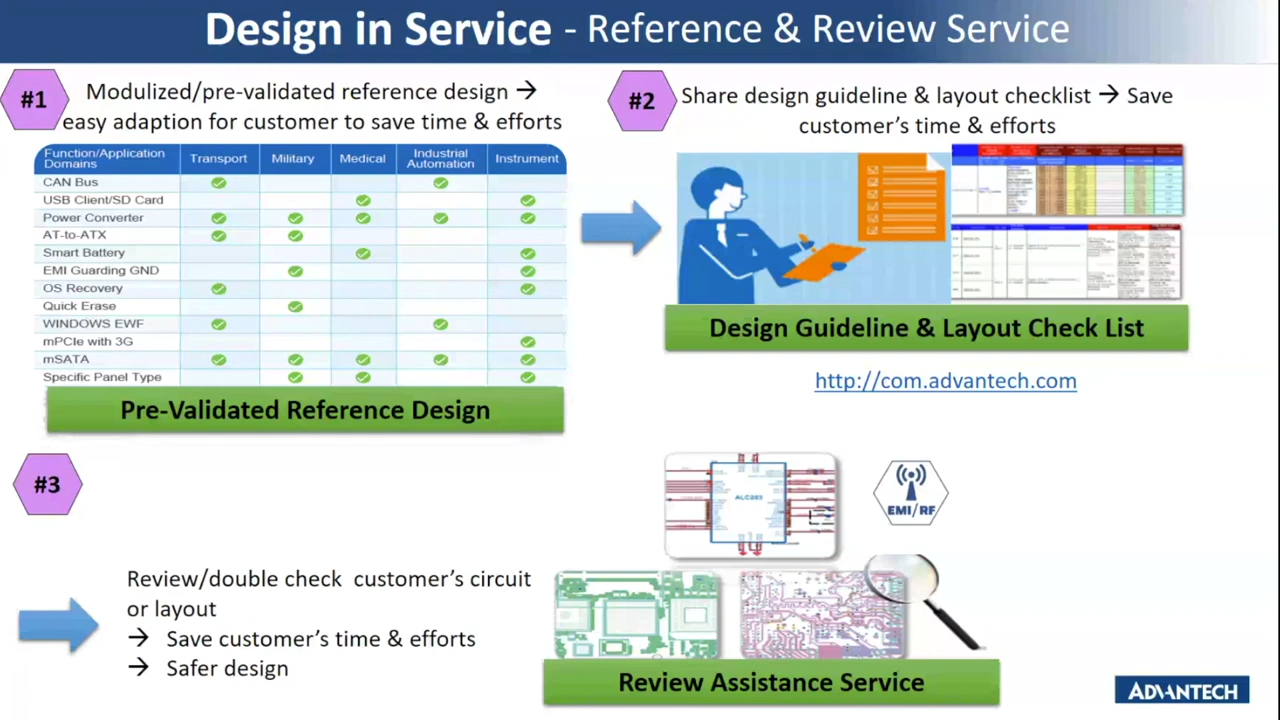 Design in Service - Reference & Review Service
#1
Modulized/pre-validated reference design →
easy adaption for customer to save time & efforts
Function/Application
Domains
Transport
Military
Medical
Industrial
Automation
Instrument
CAN Bus
USB Client/SD Card
Power Converter
AT-to-ATX
Smart Battery
EMI Guarding GND
OS Recovery
Quick Erase
WINDOWS EWF
mPCIe with 3G
mSATA
Specific Panel Type
Pre-Validated Reference Design
#2
Share design guideline & layout checklist → Save
customer's time & efforts
Design Guideline & Layout Check List
http://com.advantech.com
#3
Review/double check customer's circuit
or layout
→ Save customer's time & efforts
→ Safer design
EMI/RF
Review Assistance Service
ADVANTECH